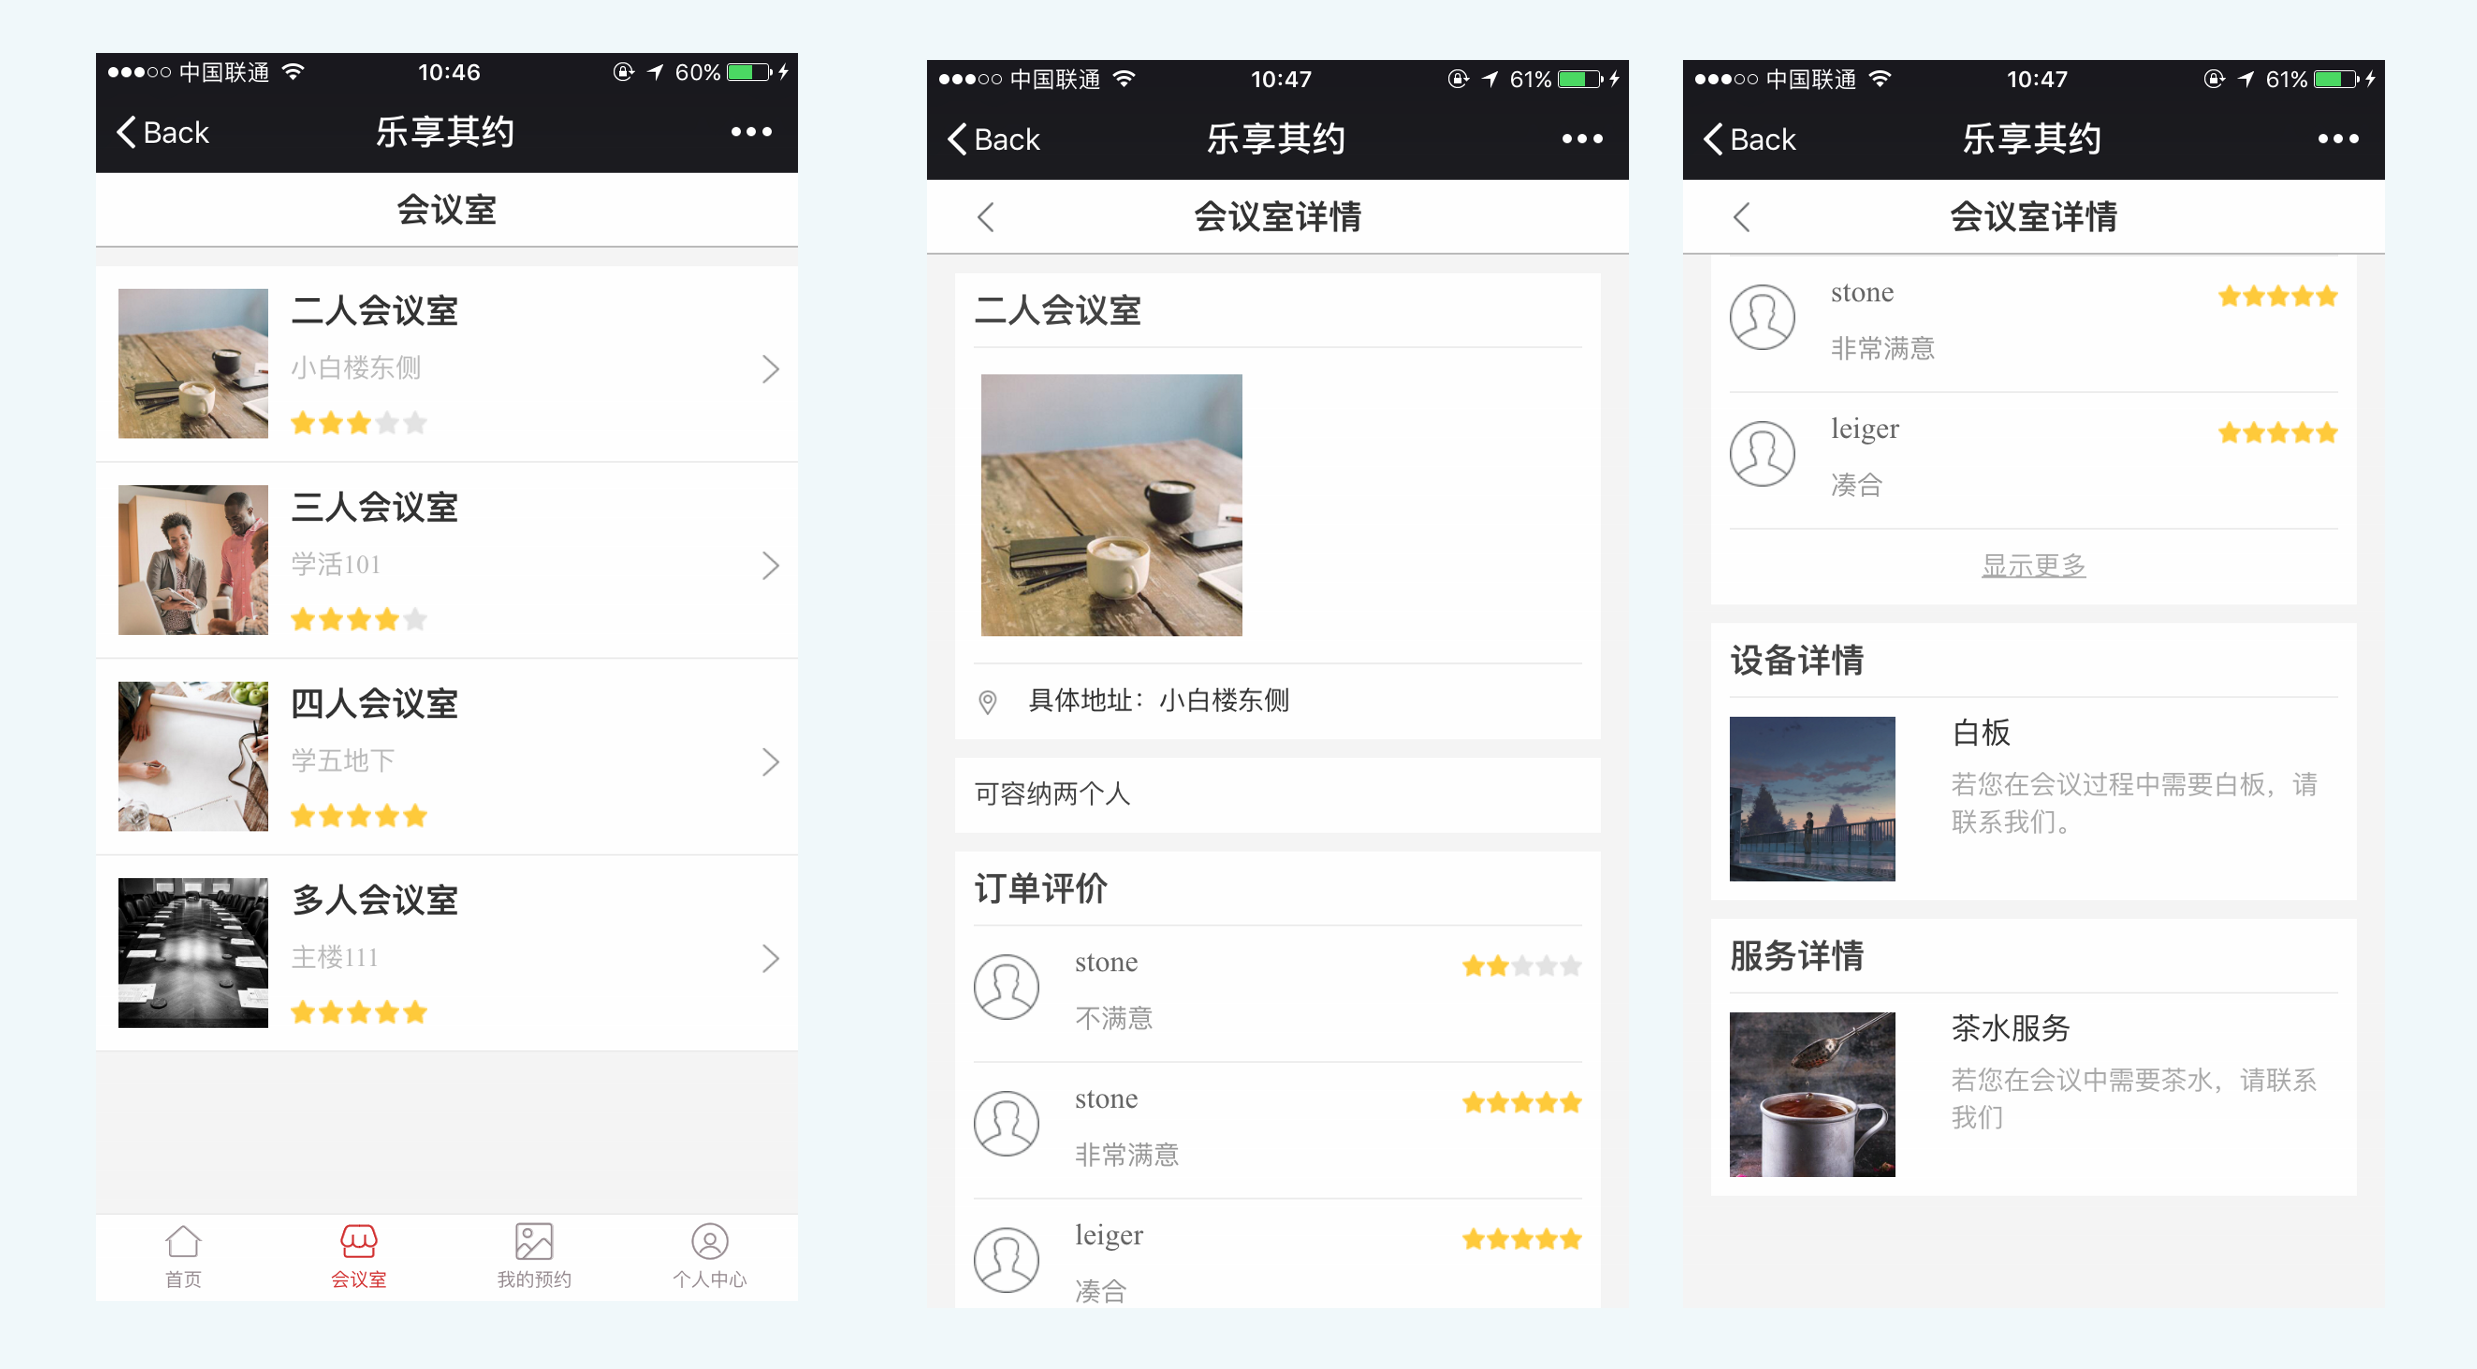 中国联通 10:46 60%
Back 乐享其约
会议室
二人会议室
小白楼东侧
三人会议室
学活101
四人会议室
学五地下
多人会议室
主楼111
首页 会议室 我的预约 个人中心
中国联通 10:47 61%
Back 乐享其约
会议室详情
二人会议室
具体地址：小白楼东侧
可容纳两个人
订单评价
stone
不满意
stone
非常满意
leiger
凑合
中国联通 10:47 61%
Back 乐享其约
会议室详情
stone
非常满意
leiger
凑合
显示更多
设备详情
白板
若您在会议过程中需要白板，请
联系我们。
服务详情
茶水服务
若您在会议中需要茶水，请联系
我们